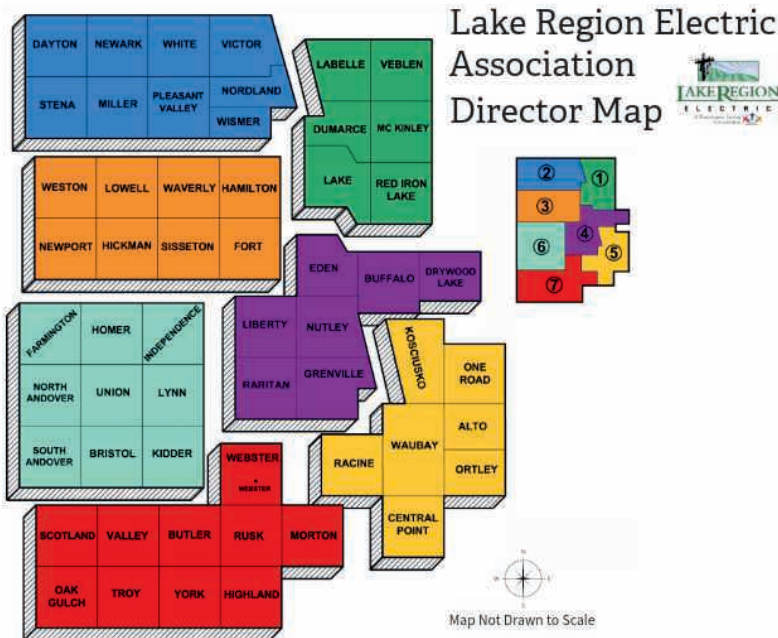 Lake Region Electric
Association
Director Map
LAKE REGION
ELECTRIC
DAYTON
NEWARK
WHITE
VICTOR
STENA
MILLER
PLEASANT
VALLEY
NORDLAND
WISMER
LABELLE
VEBLEN
DUMARCE
MC KINLEY
LAKE
RED IRON
LAKE
②
①
③
④
⑥
⑤
⑦
WESTON
LOWELL
WAVERLY
HAMILTON
NEWPORT
HICKMAN
SISSETON
FORT
EDEN
BUFFALO
DRYWOOD
LAKE
LIBERTY
NUTLEY
RARITAN
GRENVILLE
FARMINGTON
HOMER
INDEPENDENCE
NORTH
ANDOVER
UNION
LYNN
SOUTH
ANDOVER
BRISTOL
KIDDER
KOSCIUSKO
ONE
ROAD
WAUBAY
ALTO
RACINE
ORTLEY
CENTRAL
POINT
WEBSTER
WEBSTER
SCOTLAND
VALLEY
BUTLER
RUSK
MORTON
OAK
GULCH
TROY
YORK
HIGHLAND
N
W
E
S
Map Not Drawn to Scale